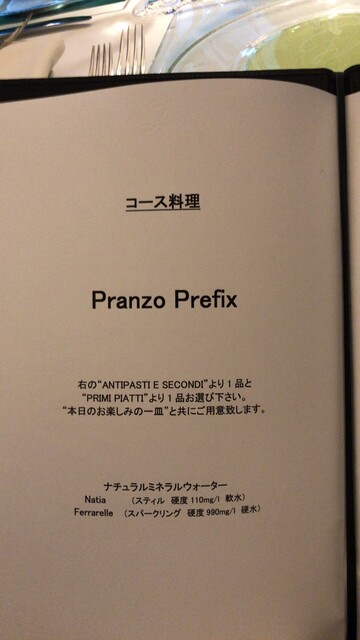 コース料理
Pranzo Prefix
右の“ANTIPASTI E SECONDI”より1品と
“PRIMI PIATTI”より1品お選び下さい。
“本日のお楽しみの一皿”と共にご用意致します。
ナチュラルミネラルウォーター
Natia （スティル 硬度110mg/l 軟水）
Ferrarelle （スパークリング 硬度990mg/l 硬水）